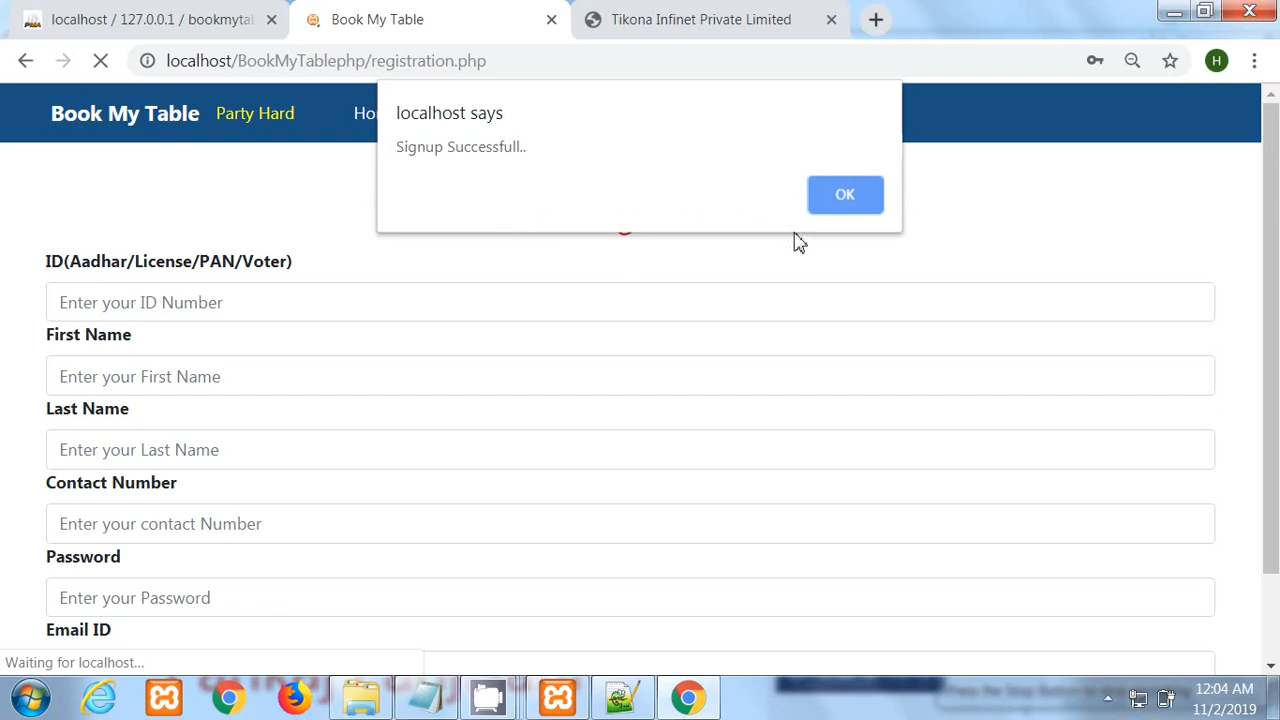 localhost / 127.0.0.1 / bookmytab
Book My Table
Tikona Infinet Private Limited
localhost/BookMyTablephp/registration.php
H
Book My Table Party Hard
localhost says
Signup Successfull..
OK
ID(Aadhar/License/PAN/Voter)
Enter your ID Number
First Name
Enter your First Name
Last Name
Enter your Last Name
Contact Number
Enter your contact Number
Password
Enter your Password
Email ID
Waiting for localhost...
12:04 AM
11/2/2019